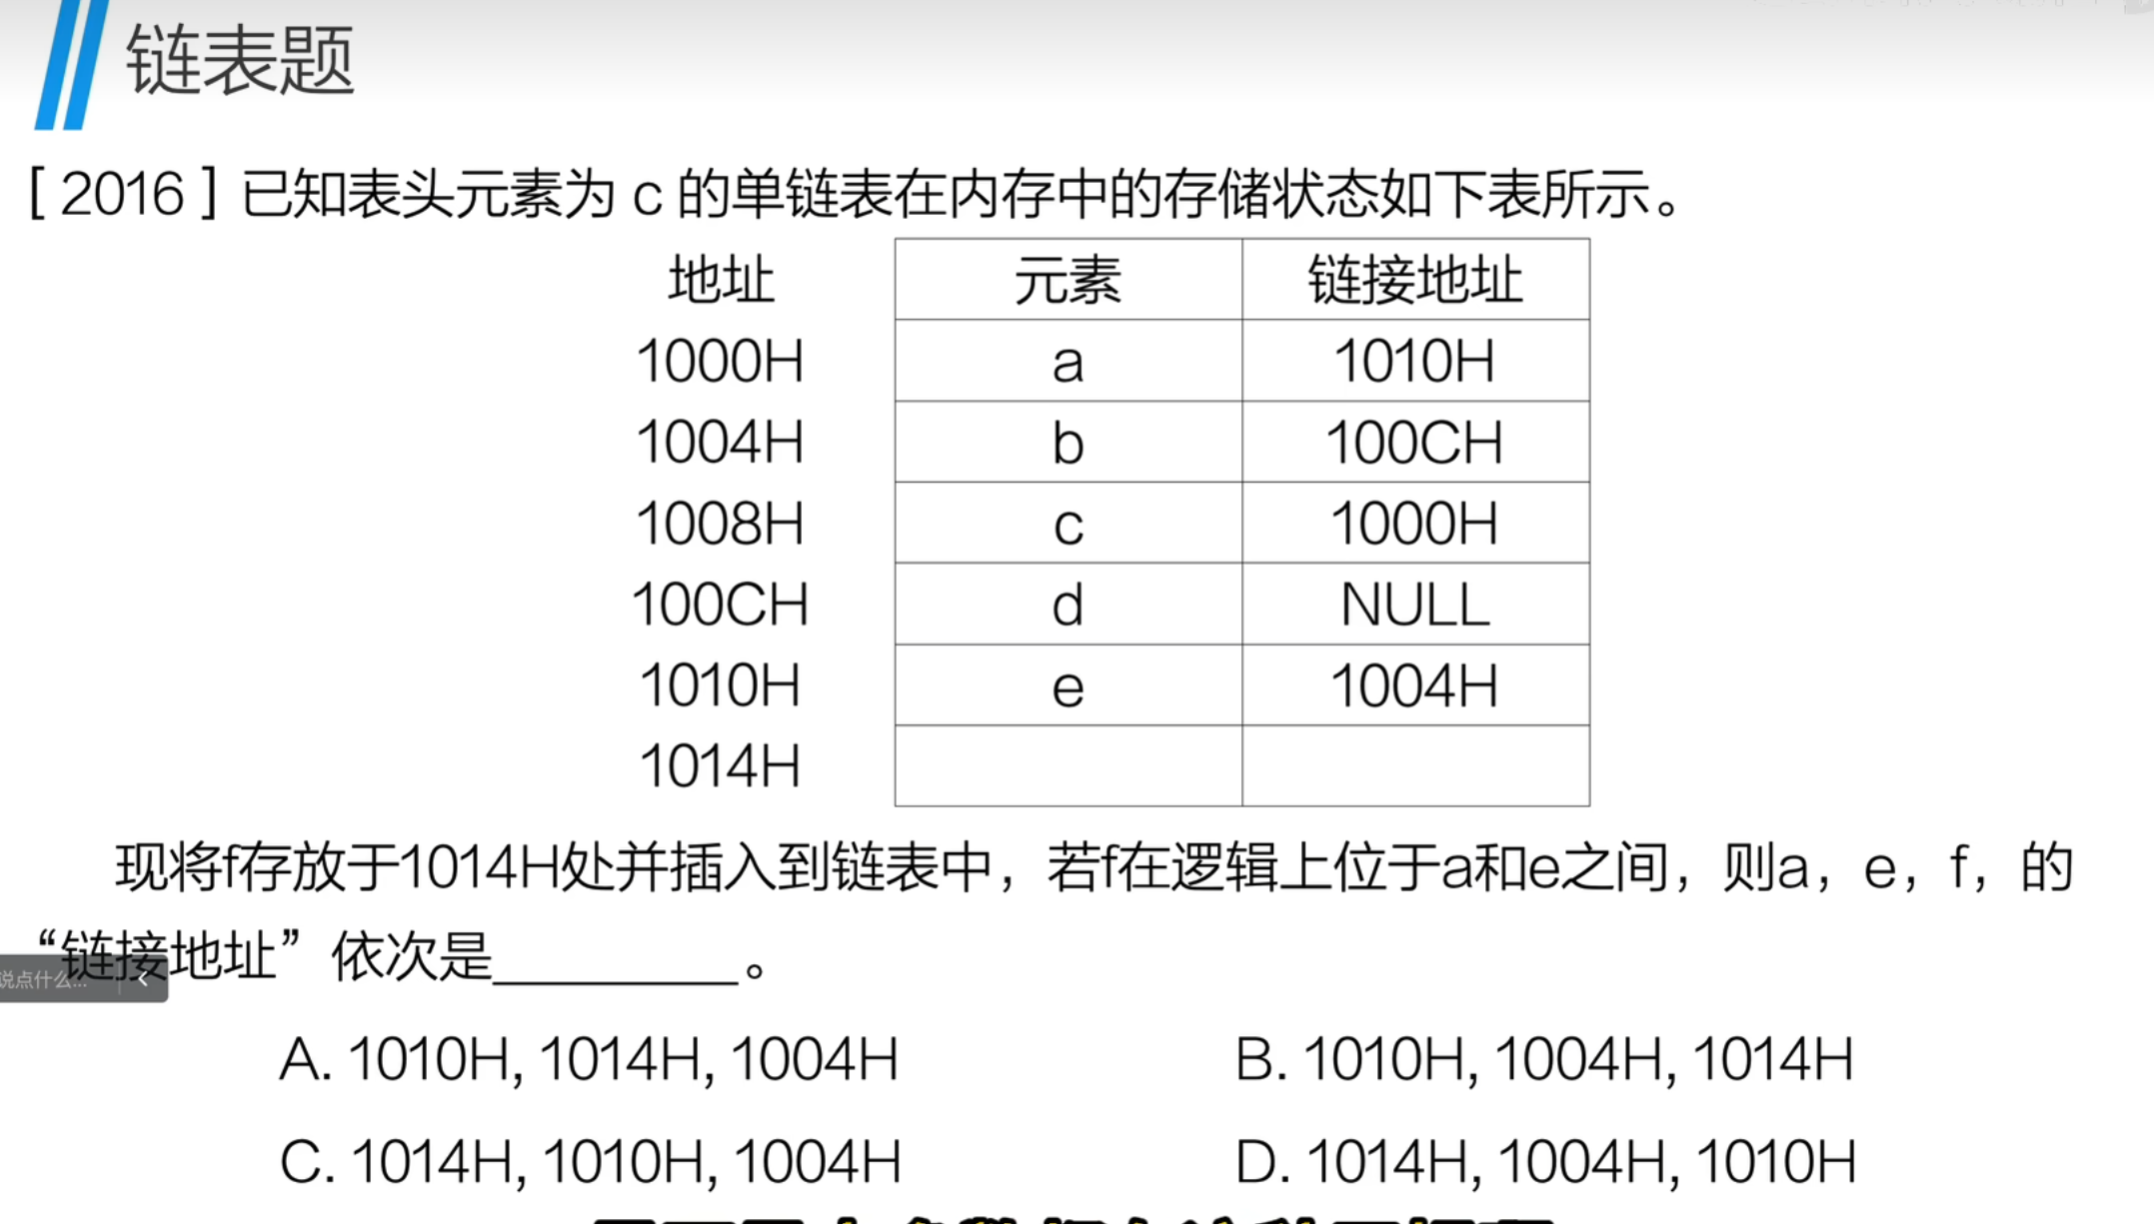 链表题
[ 2016 ] 已知表头元素为 c 的单链表在内存中的存储状态如下表所示。
地址 元素 链接地址
1000H a 1010H
1004H b 100CH
1008H c 1000H
100CH d NULL
1010H e 1004H
1014H
现将f存放于1014H处并插入到链表中，若f在逻辑上位于a和e之间，则a，e，f，的
“链接地址”依次是________。
说点什么...
A. 1010H, 1014H, 1004H B. 1010H, 1004H, 1014H
C. 1014H, 1010H, 1004H D. 1014H, 1004H, 1010H